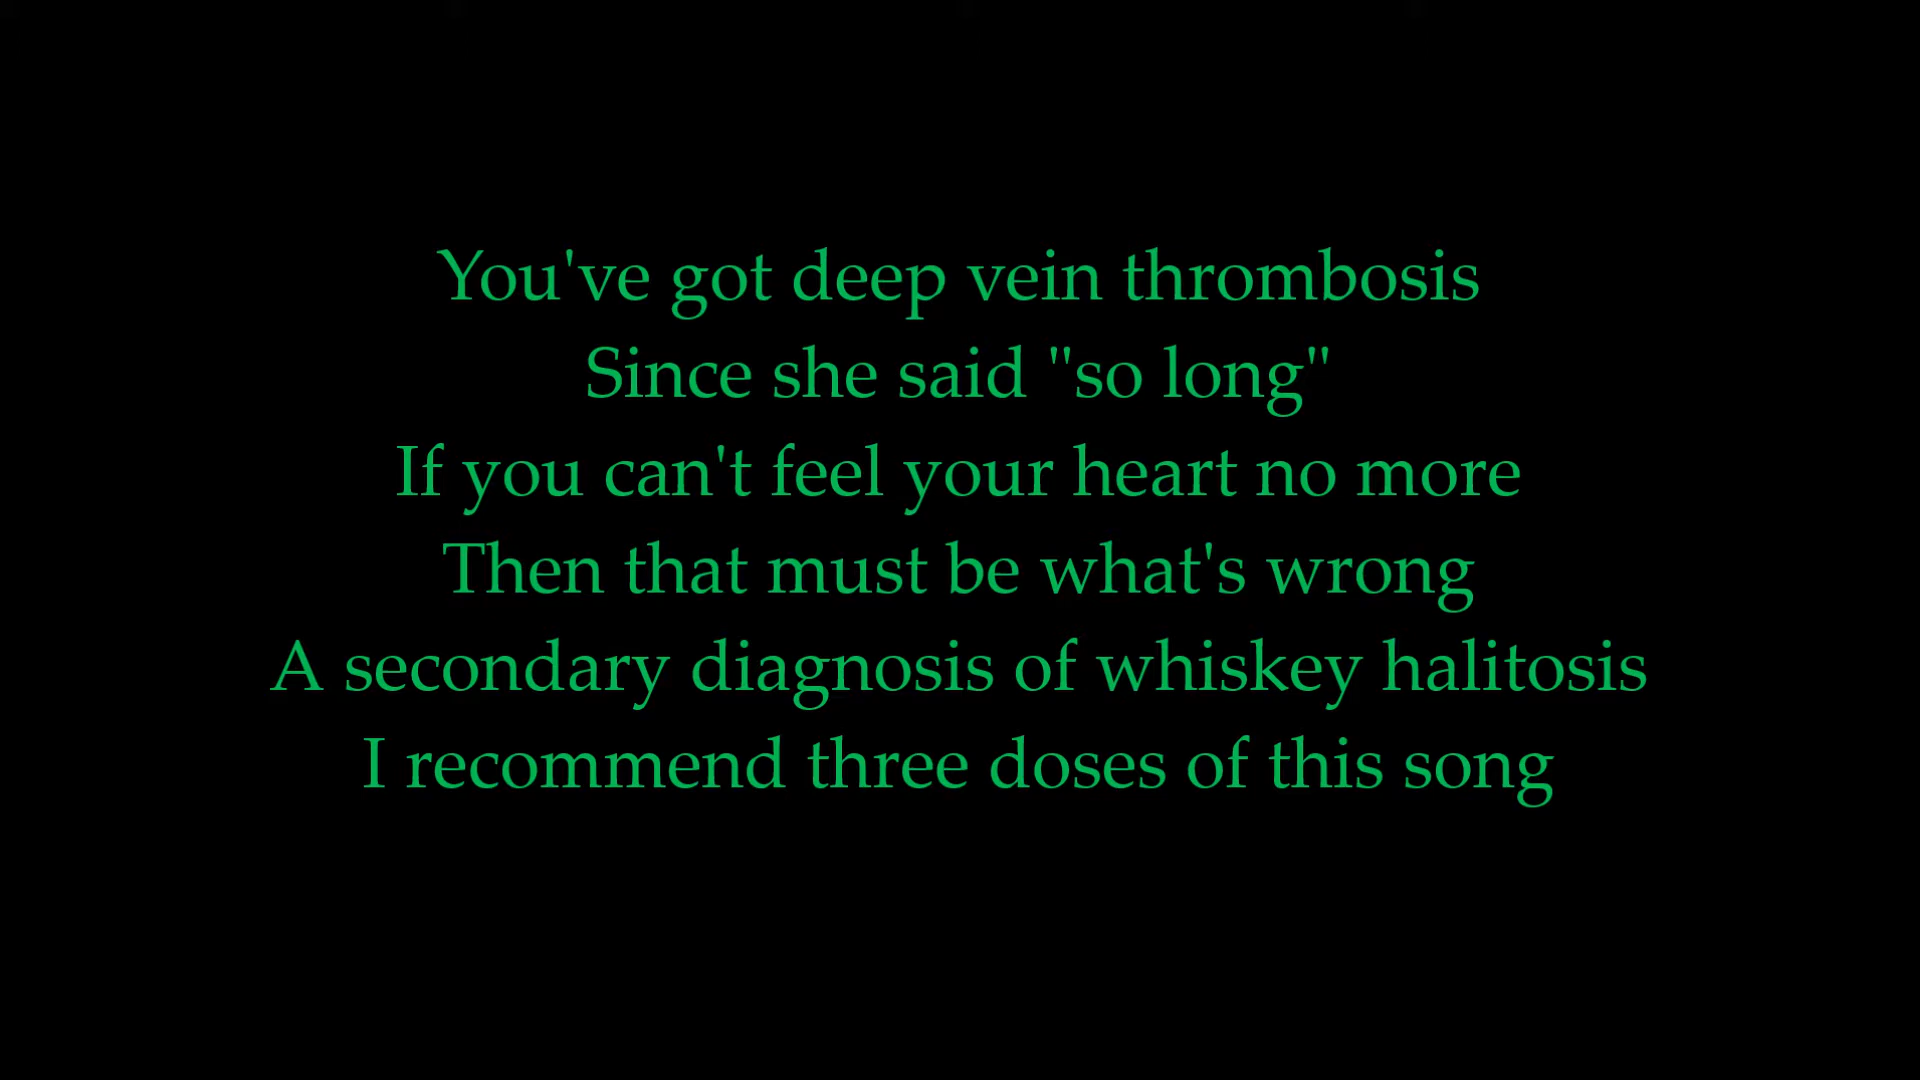 You've got deep vein thrombosis
Since she said "so long"
If you can't feel your heart no more
Then that must be what's wrong
A secondary diagnosis of whiskey halitosis
I recommend three doses of this song